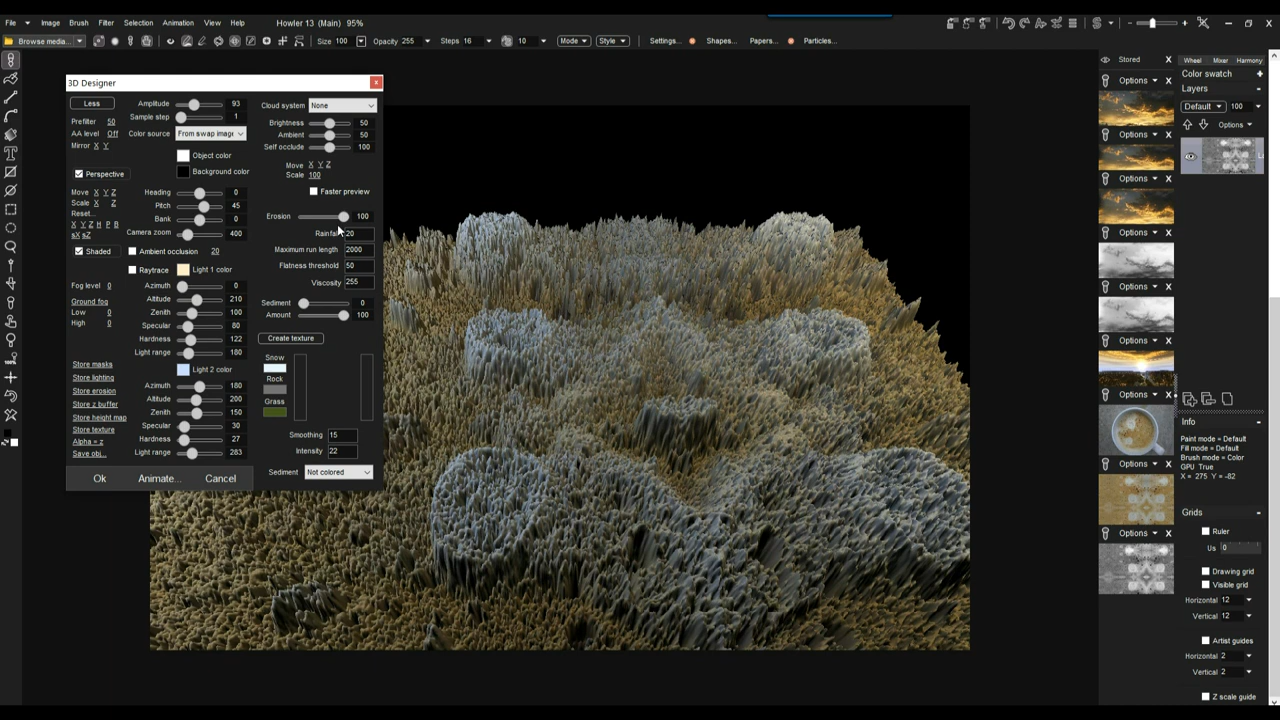 File Image Brush Filter Selection Animation View Help Howler 13 (Main) 95%
Browse media... Size 100 Opacity 255 Steps 16 10 Mode Style Settings... Shapes... Papers... Particles...
3D Designer
Less
Prefilter 50
AA level Off
Mirror X Y
Perspective
Move X Y Z
Scale X Z
Reset...
X Y Z H P B
sX sZ
Shaded
Fog level 0
Ground fog
Low 0
High 0
Store masks
Store lighting
Store erosion
Store z buffer
Store height map
Store texture
Alpha = z
Save obj...
Amplitude 93
Sample step 1
Color source From swap image
Object color
Background color
Heading 0
Pitch 45
Bank 0
Camera zoom 400
Ambient occlusion 20
Raytrace Light 1 color
Azimuth 0
Altitude 210
Zenith 100
Specular 80
Hardness 122
Light range 180
Light 2 color
Azimuth 180
Altitude 200
Zenith 150
Specular 30
Hardness 27
Light range 283
Ok Animate... Cancel
Cloud system None
Brightness 50
Ambient 50
Self occlude 100
Move X Y Z
Scale 100
Faster preview
Erosion 100
Rainfall 20
Maximum run length 2000
Flatness threshold 50
Viscosity 255
Sediment 0
Amount 100
Create texture
Snow
Rock
Grass
Smoothing 15
Intensity 22
Sediment Not colored
Stored X
Options X
Options X
Options X
Options X
Options X
Options X
Options X
Options X
Options X
Wheel Mixer Harmony
Color swatch +
Layers -
Default 100
Options
Info -
Paint mode = Default
Fill mode = Default
Brush mode = Color
GPU True
X = 275 Y = -82
Grids -
Ruler
Us 0
Drawing grid
Visible grid
Horizontal 12
Vertical 12
Artist guides
Horizontal 2
Vertical 2
Z scale guide